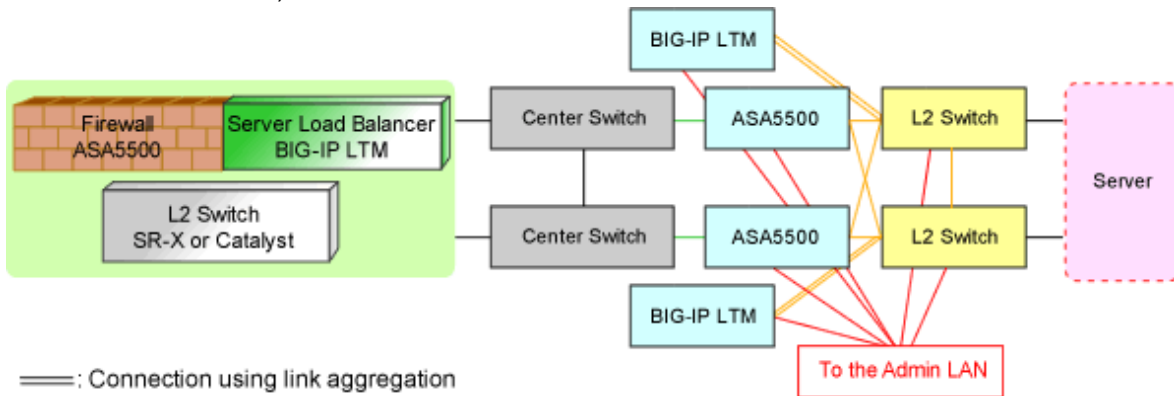 BIG-IP LTM
Firewall
ASA5500
Server Load Balancer
BIG-IP LTM
Center Switch
ASA5500
L2 Switch
Server
L2 Switch
SR-X or Catalyst
Center Switch
ASA5500
L2 Switch
BIG-IP LTM
To the Admin LAN
: Connection using link aggregation